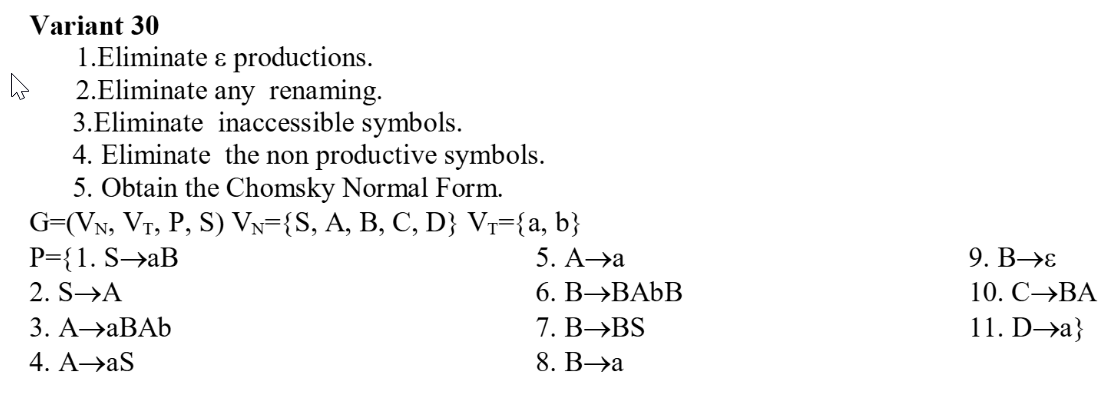 Variant 30
1.Eliminate ε productions.
2.Eliminate any renaming.
3.Eliminate inaccessible symbols.
4. Eliminate the non productive symbols.
5. Obtain the Chomsky Normal Form.
G=(V_N, V_T, P, S) V_N={S, A, B, C, D} V_T={a, b}
P={1. S→aB 5. A→a 9. B→ε
2. S→A 6. B→BAbB 10. C→BA
3. A→aBAb 7. B→BS 11. D→a}
4. A→aS 8. B→a